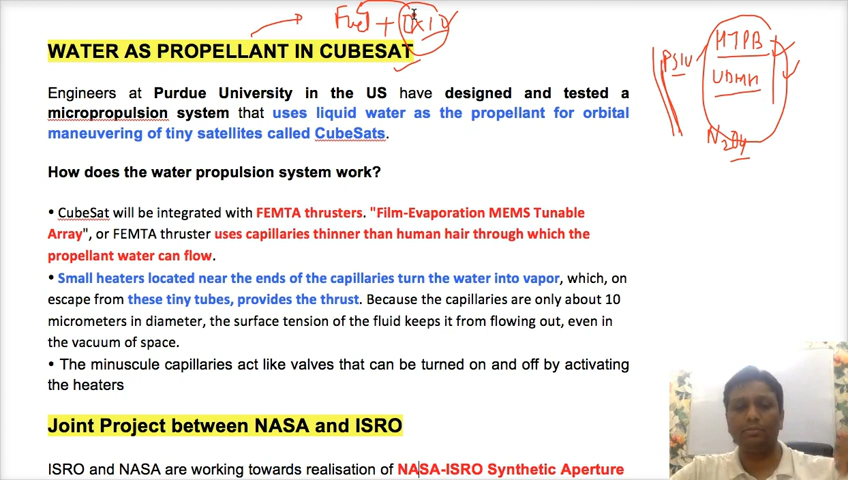 Fuel + OXID
WATER AS PROPELLANT IN CUBESAT
PSLV
HTPB
UDMH
N2O4
Engineers at Purdue University in the US have designed and tested a
micropropulsion system that uses liquid water as the propellant for orbital
maneuvering of tiny satellites called CubeSats.
How does the water propulsion system work?
• CubeSat will be integrated with FEMTA thrusters. "Film-Evaporation MEMS Tunable
Array", or FEMTA thruster uses capillaries thinner than human hair through which the
propellant water can flow.
• Small heaters located near the ends of the capillaries turn the water into vapor, which, on
escape from these tiny tubes, provides the thrust. Because the capillaries are only about 10
micrometers in diameter, the surface tension of the fluid keeps it from flowing out, even in
the vacuum of space.
• The minuscule capillaries act like valves that can be turned on and off by activating
the heaters
Joint Project between NASA and ISRO
ISRO and NASA are working towards realisation of NASA-ISRO Synthetic Aperture